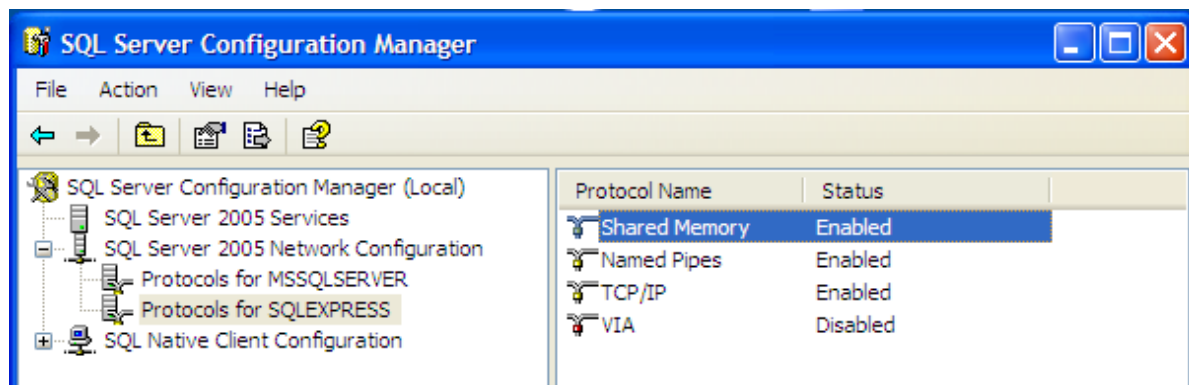 SQL Server Configuration Manager
File Action View Help
SQL Server Configuration Manager (Local)
SQL Server 2005 Services
SQL Server 2005 Network Configuration
Protocols for MSSQLSERVER
Protocols for SQLEXPRESS
SQL Native Client Configuration
Protocol Name Status
Shared Memory Enabled
Named Pipes Enabled
TCP/IP Enabled
VIA Disabled